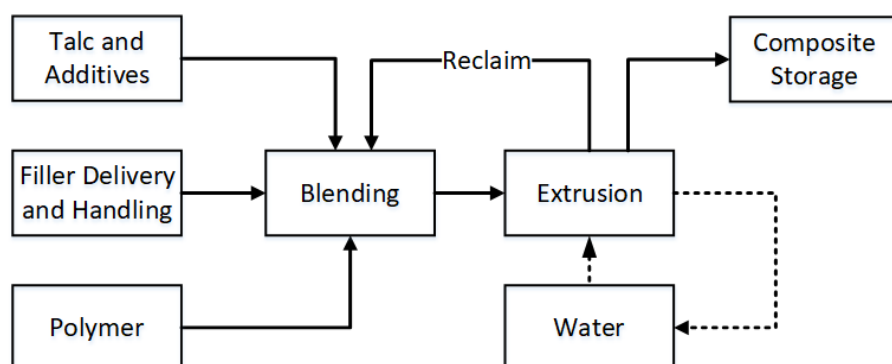 Talc and
Additives
Reclaim
Composite
Storage
Filler Delivery
and Handling
Blending
Extrusion
Polymer
Water